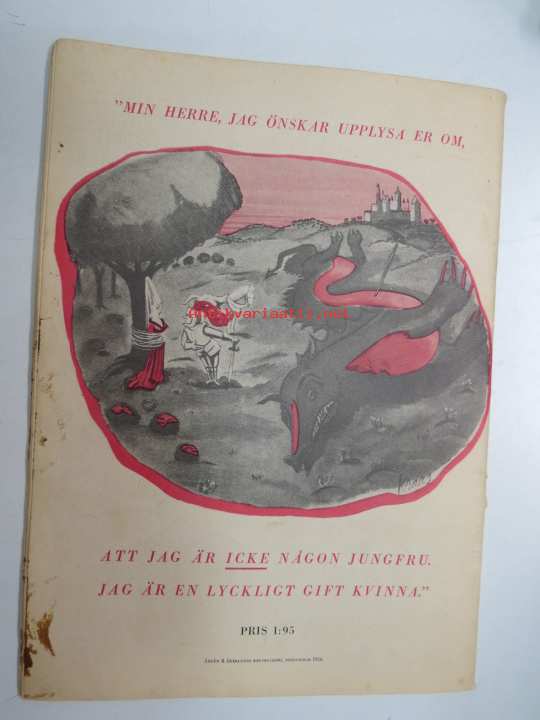 "MIN HERRE, JAG ÖNSKAR UPPLYSA ER OM,
Antikvariaatti.net
ATT JAG ÄR ICKE NÅGON JUNGFRU.
JAG ÄR EN LYCKLIGT GIFT KVINNA."
PRIS 1:95
STOCKHOLM